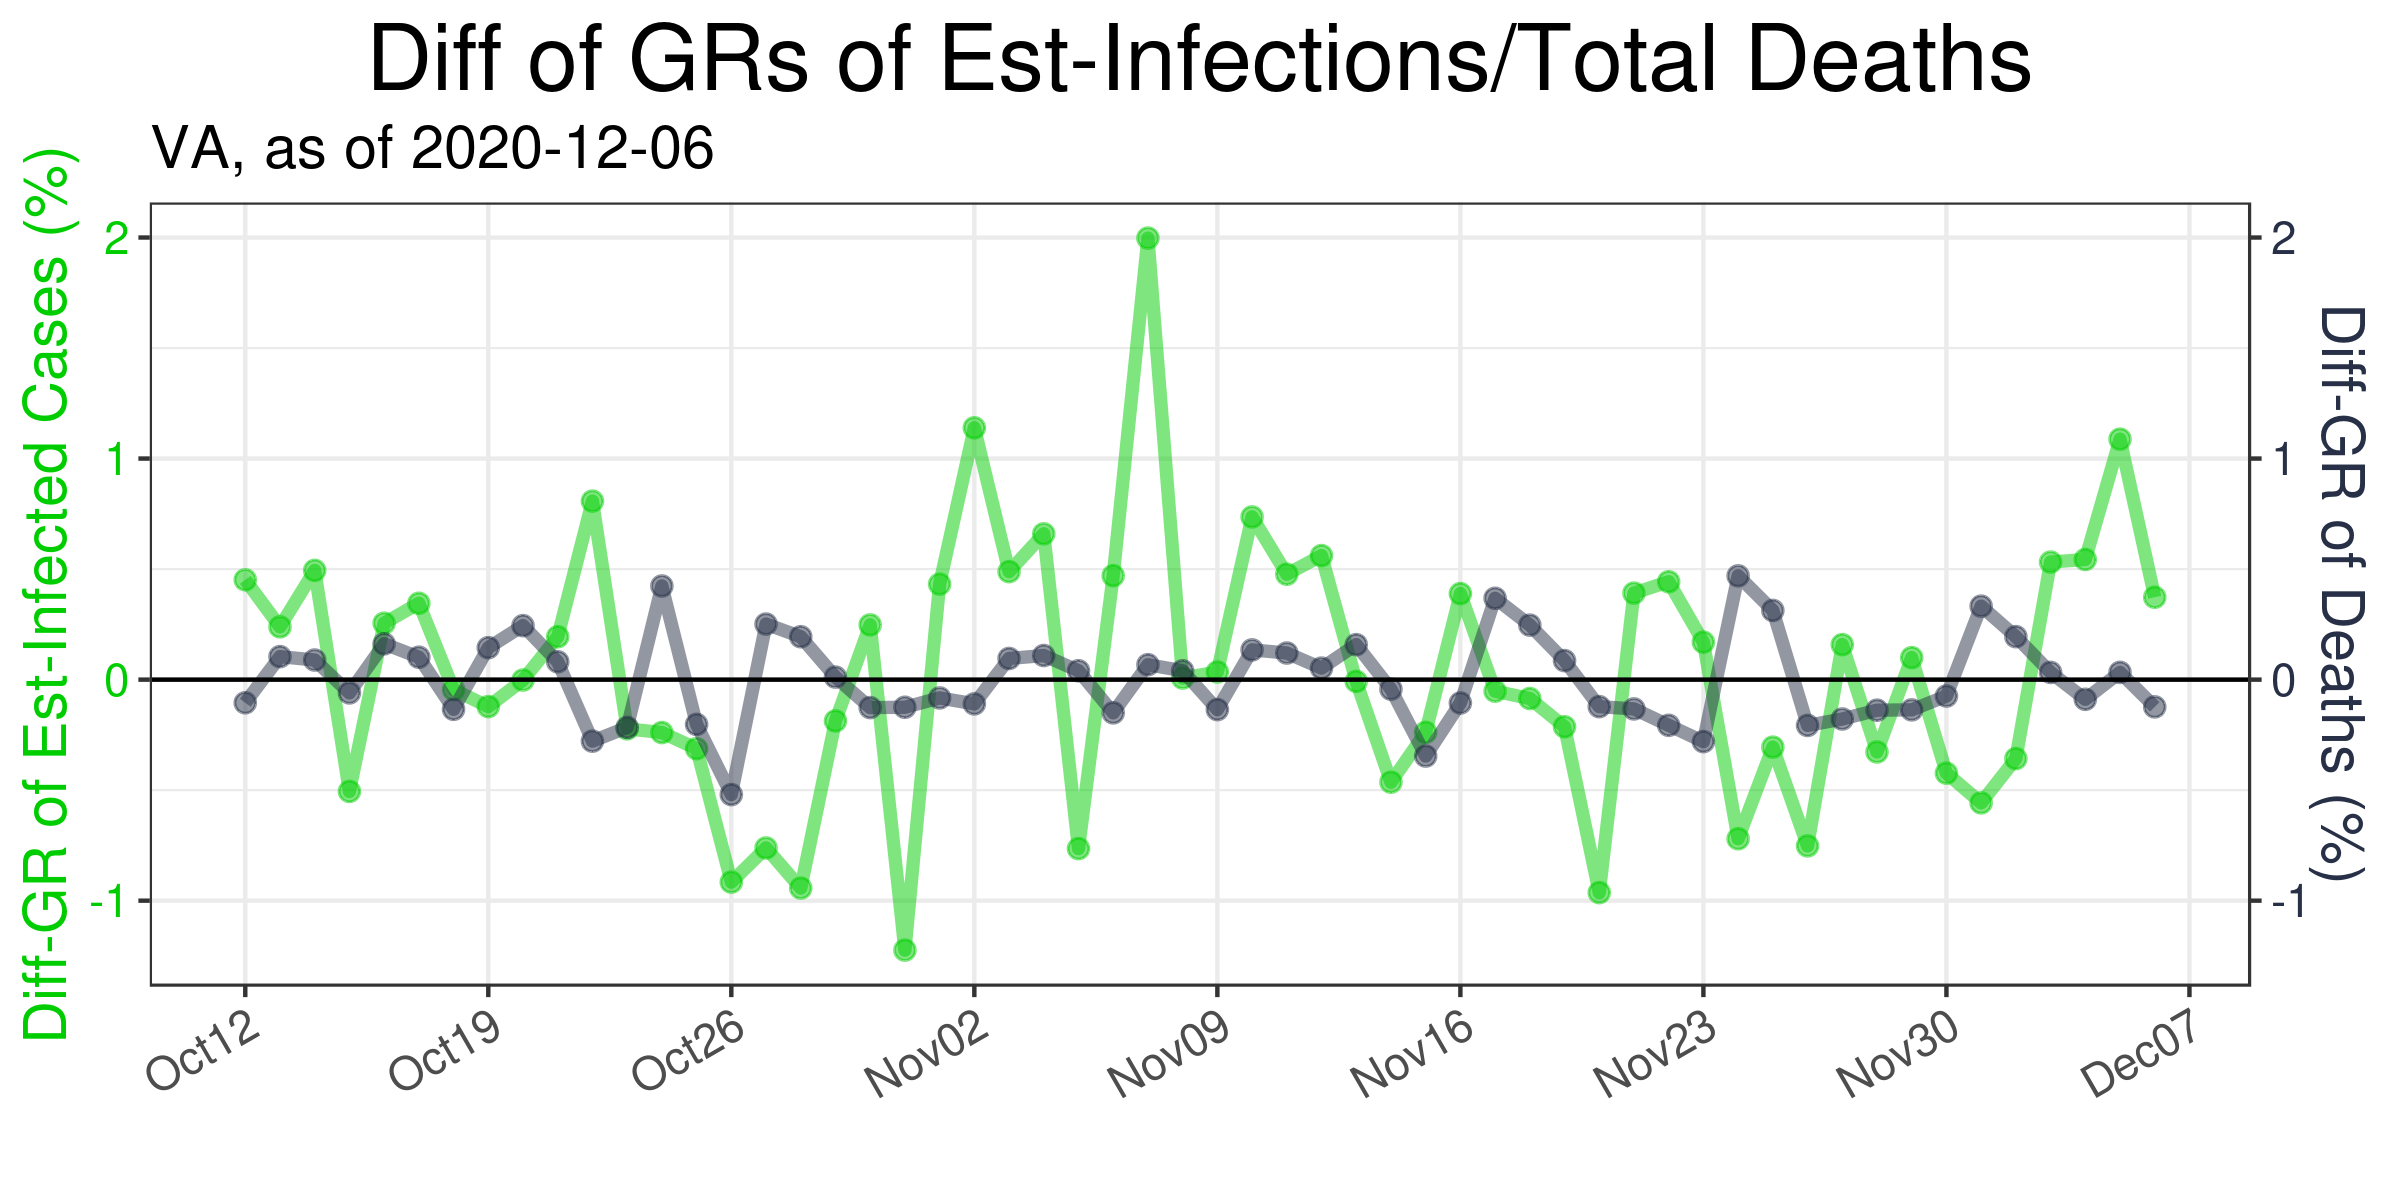 Diff of GRs of Est-Infections/Total Deaths
VA, as of 2020-12-06
Diff-GR of Est-Infected Cases (%)
2
1
0
-1
2
1
0
-1
Diff-GR of Deaths (%)
Oct12
Oct19
Oct26
Nov02
Nov09
Nov16
Nov23
Nov30
Dec07